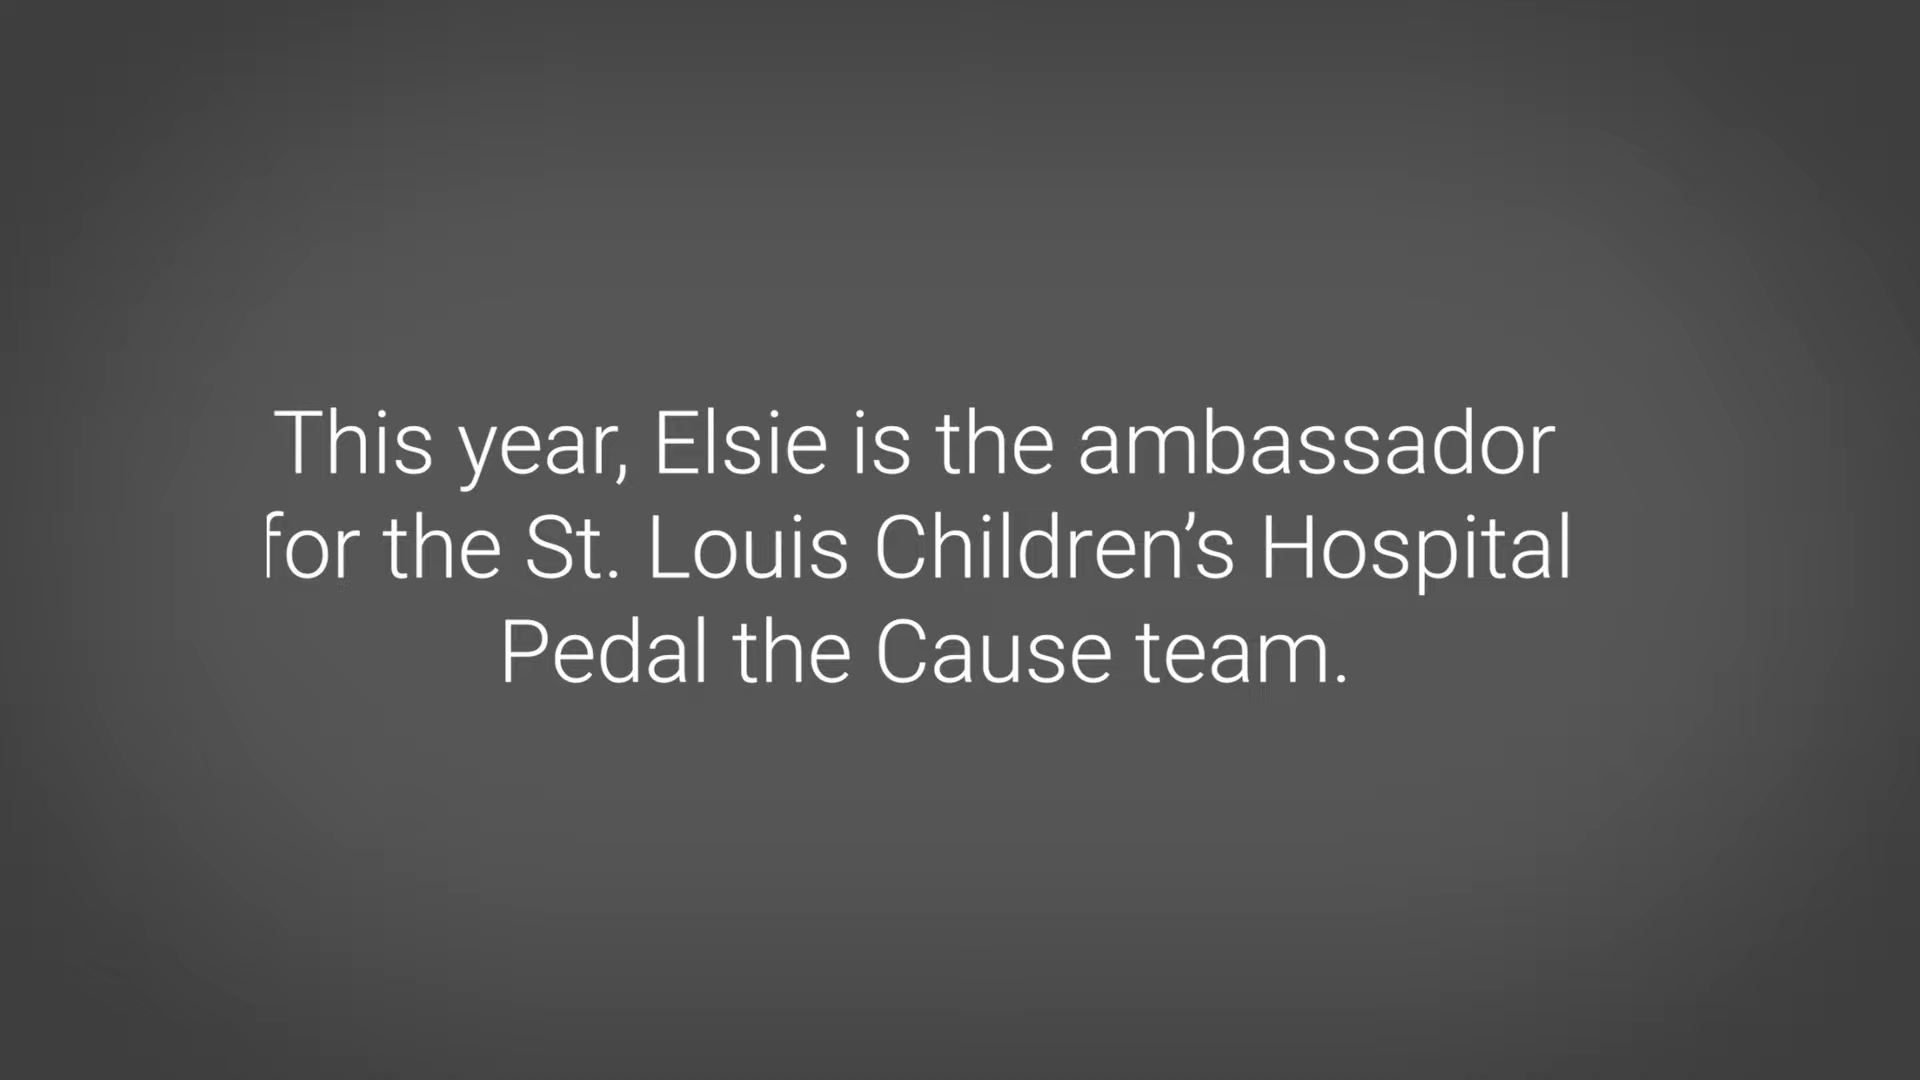 This year, Elsie is the ambassador
for the St. Louis Children’s Hospital
Pedal the Cause team.